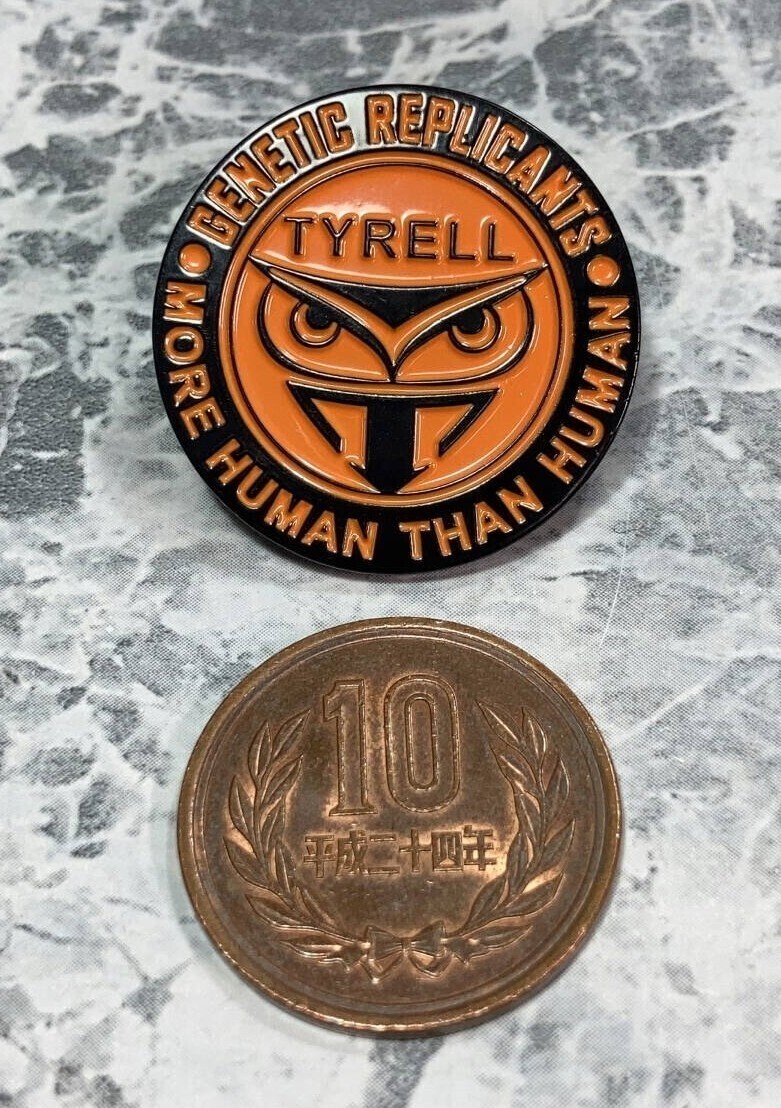 GENETIC REPLICANTS
TYRELL
MORE HUMAN THAN HUMAN
10
平成二十四年